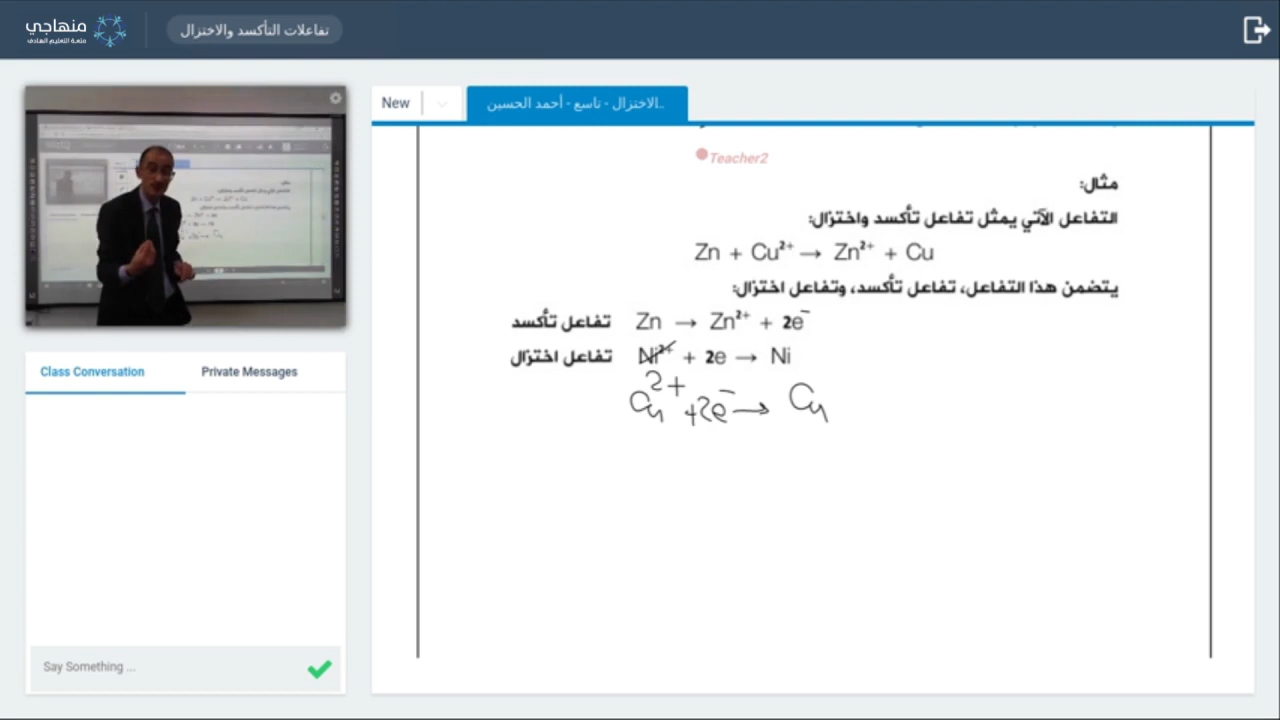 منهاجي
متعة التعليم الهادف
تفاعلات التأكسد والاختزال
New
الاختزال - تاسع - أحمد الحسين..
Teacher2
مثال:
التفاعل الآتي يمثل تفاعل تأكسد واختزال:
Zn + Cu²⁺ → Zn²⁺ + Cu
يتضمن هذا التفاعل، تفاعل تأكسد، وتفاعل اختزال:
Zn → Zn²⁺ + 2e⁻ تفاعل تأكسد
Ni²⁺ + 2e → Ni تفاعل اختزال
Cu²⁺ + 2e⁻ → Cu
Class Conversation
Private Messages
Say Something ...